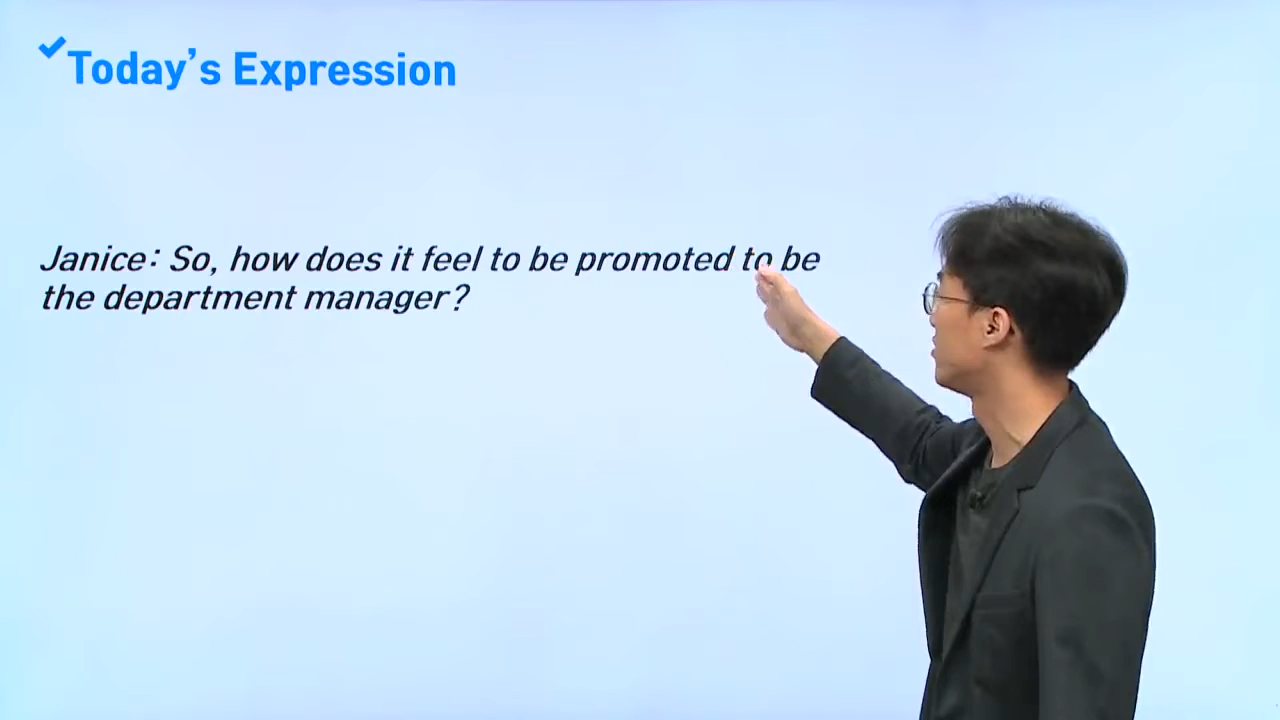 Today's Expression
Janice: So, how does it feel to be promoted to be
the department manager?